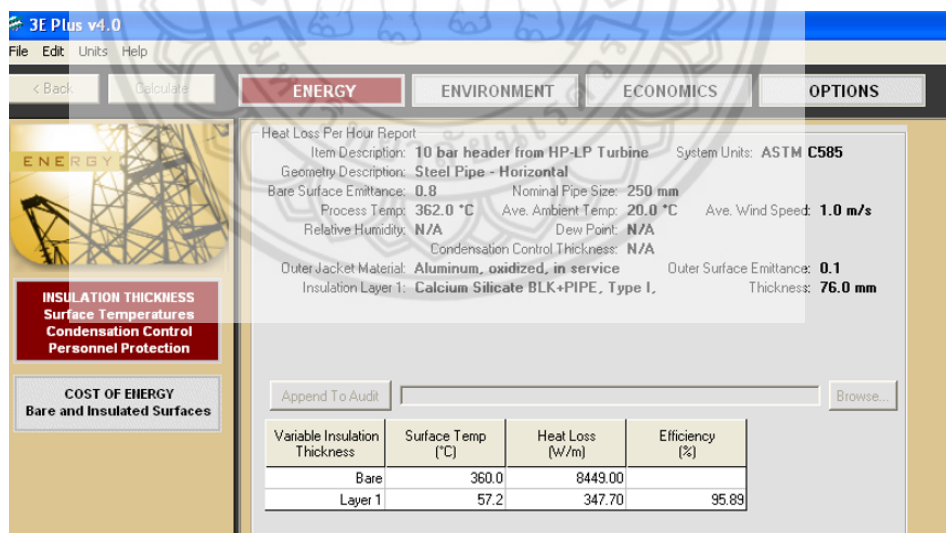 3E Plus v4.0
File Edit Units Help
< Back Calculate ENERGY ENVIRONMENT ECONOMICS OPTIONS
ENERGY
INSULATION THICKNESS
Surface Temperatures
Condensation Control
Personnel Protection
COST OF ENERGY
Bare and Insulated Surfaces
Heat Loss Per Hour Report
Item Description: 10 bar header from HP-LP Turbine System Units: ASTM C585
Geometry Description: Steel Pipe - Horizontal
Bare Surface Emittance: 0.8 Nominal Pipe Size: 250 mm
Process Temp: 362.0 °C Ave. Ambient Temp: 20.0 °C Ave. Wind Speed: 1.0 m/s
Relative Humidity: N/A Dew Point: N/A
Condensation Control Thickness: N/A
Outer Jacket Material: Aluminum, oxidized, in service Outer Surface Emittance: 0.1
Insulation Layer 1: Calcium Silicate BLK+PIPE, Type I, Thickness: 76.0 mm
Append To Audit Browse...
Variable Insulation Thickness Surface Temp (°C) Heat Loss (W/m) Efficiency (%)
Bare 360.0 8449.00
Layer 1 57.2 347.70 95.89